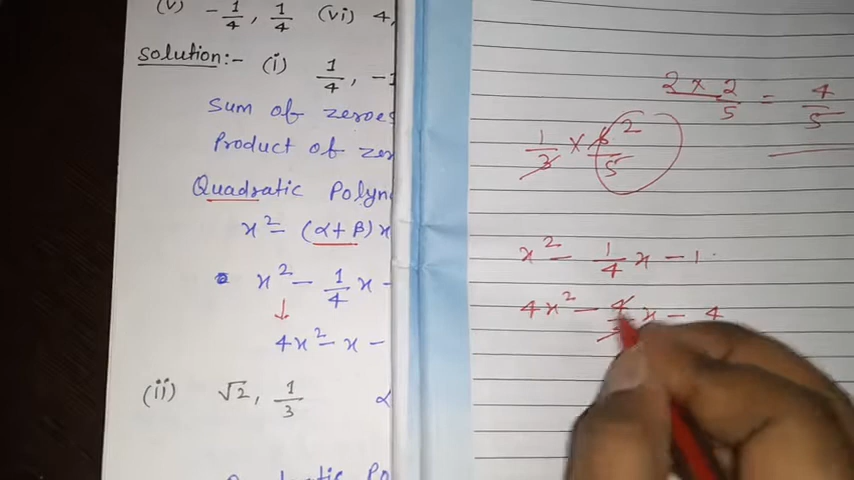 (v) -1/4, 1/4 (vi) 4,
solution:- (i) 1/4, -1
Sum of zeroes
Product of zer
Quadratic Polyn
x² - (α+β)x
x² - 1/4 x -
4x² - x -
(ii) √2, 1/3 α
2 × 2/5 = 4/5
1/3 × 6/5 2
x² - 1/4 x - 1
4x² - 4/ x - 4